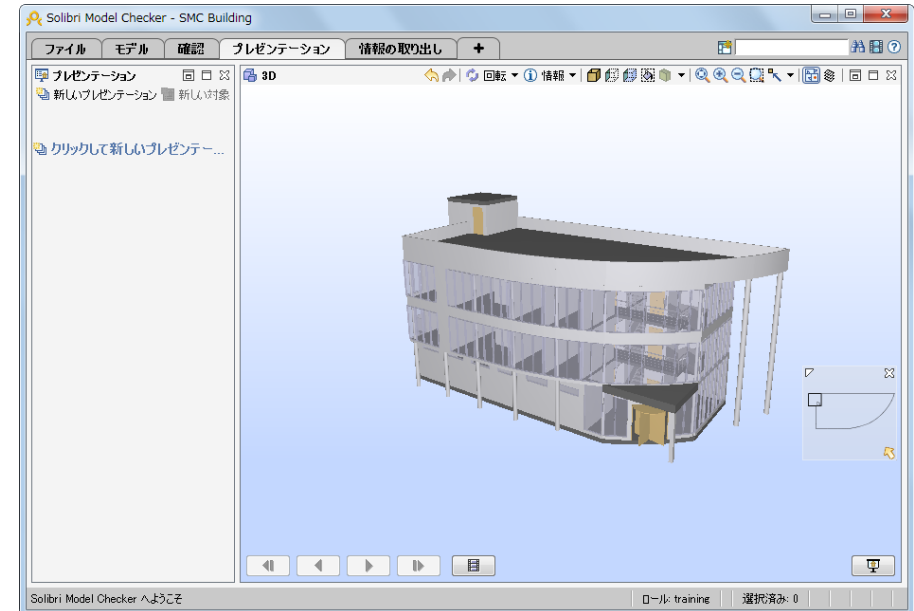 Solibri Model Checker - SMC Building
ファイル モデル 確認 プレゼンテーション 情報の取り出し +
プレゼンテーション
新しいプレゼンテーション 新しい対象
クリックして新しいプレゼンテー...
3D 回転 情報
Solibri Model Checker へようこそ ロール: training 選択済み: 0